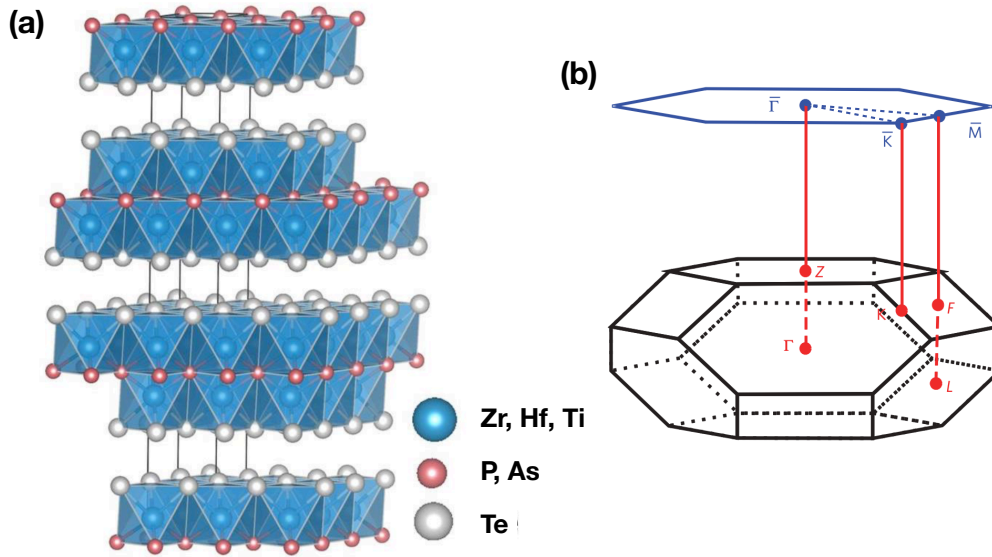 (a)
Zr, Hf, Ti
P, As
Te
(b)
Γ̅
K̅
M̅
Z
K
F
Γ
L